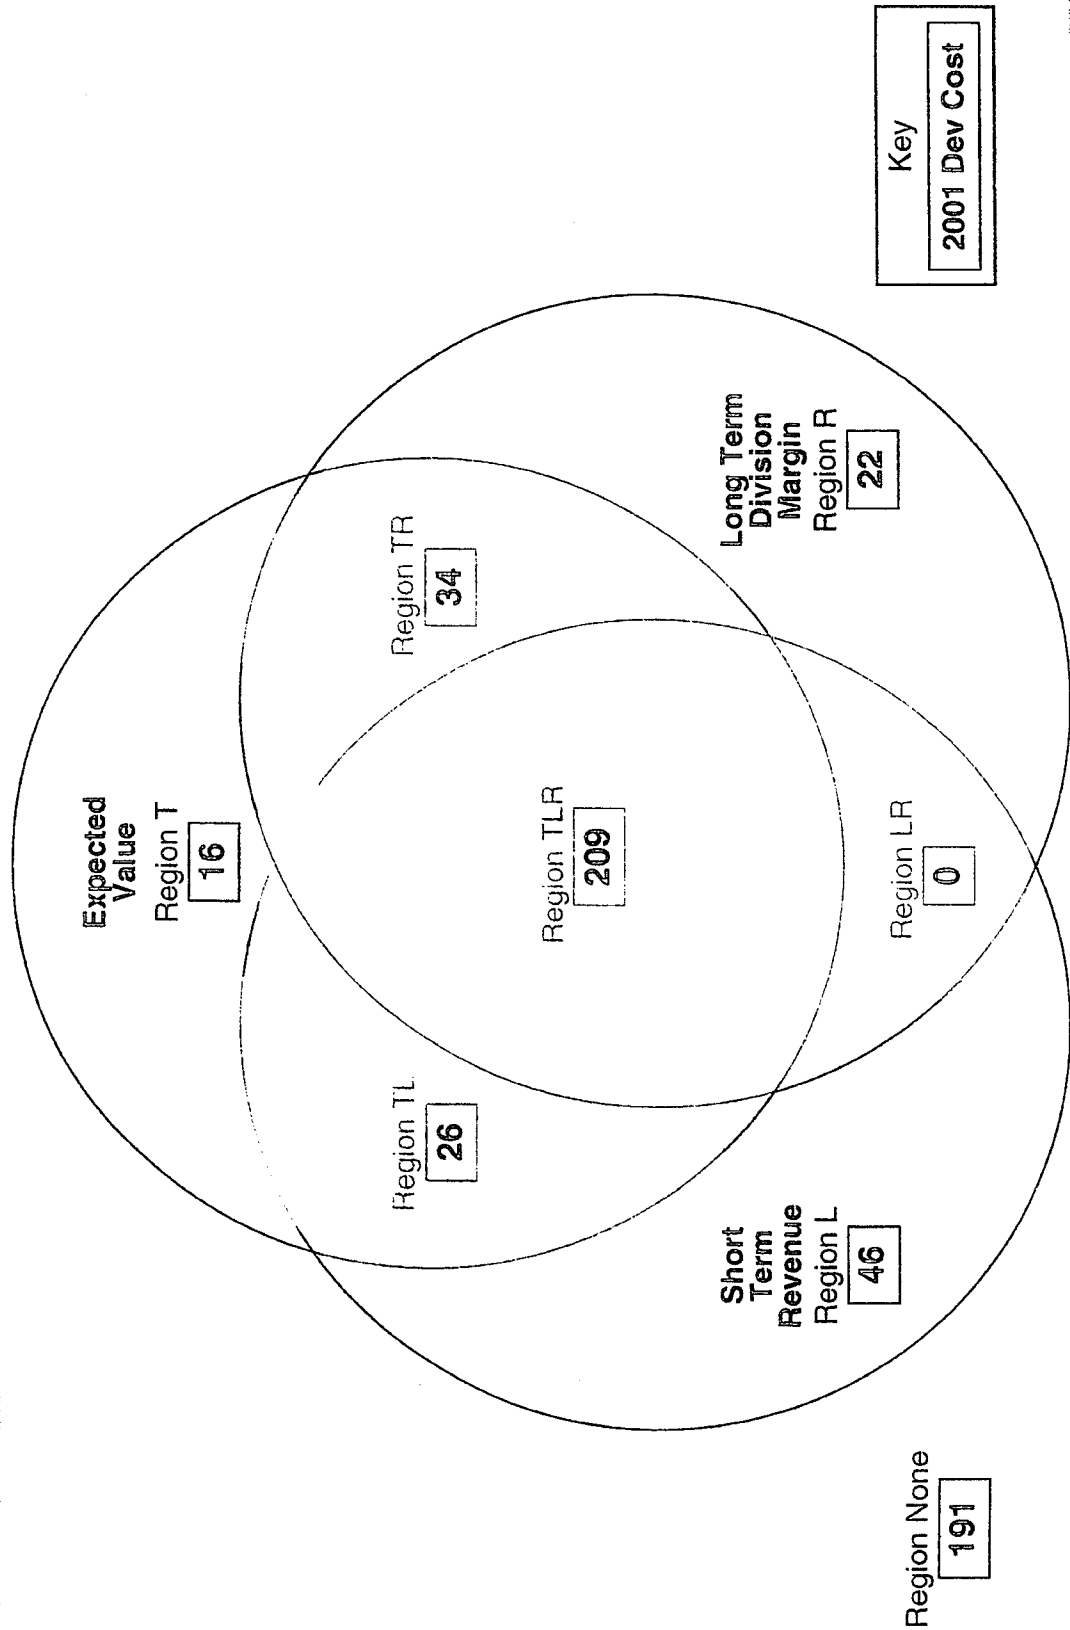 Expected
Value
Region T
16
Region TL
26
Region TR
34
Region TLR
209
Short
Term
Revenue
Region L
46
Long Term
Division
Margin
Region R
22
Region LR
0
Region None
191
Key
2001 Dev Cost